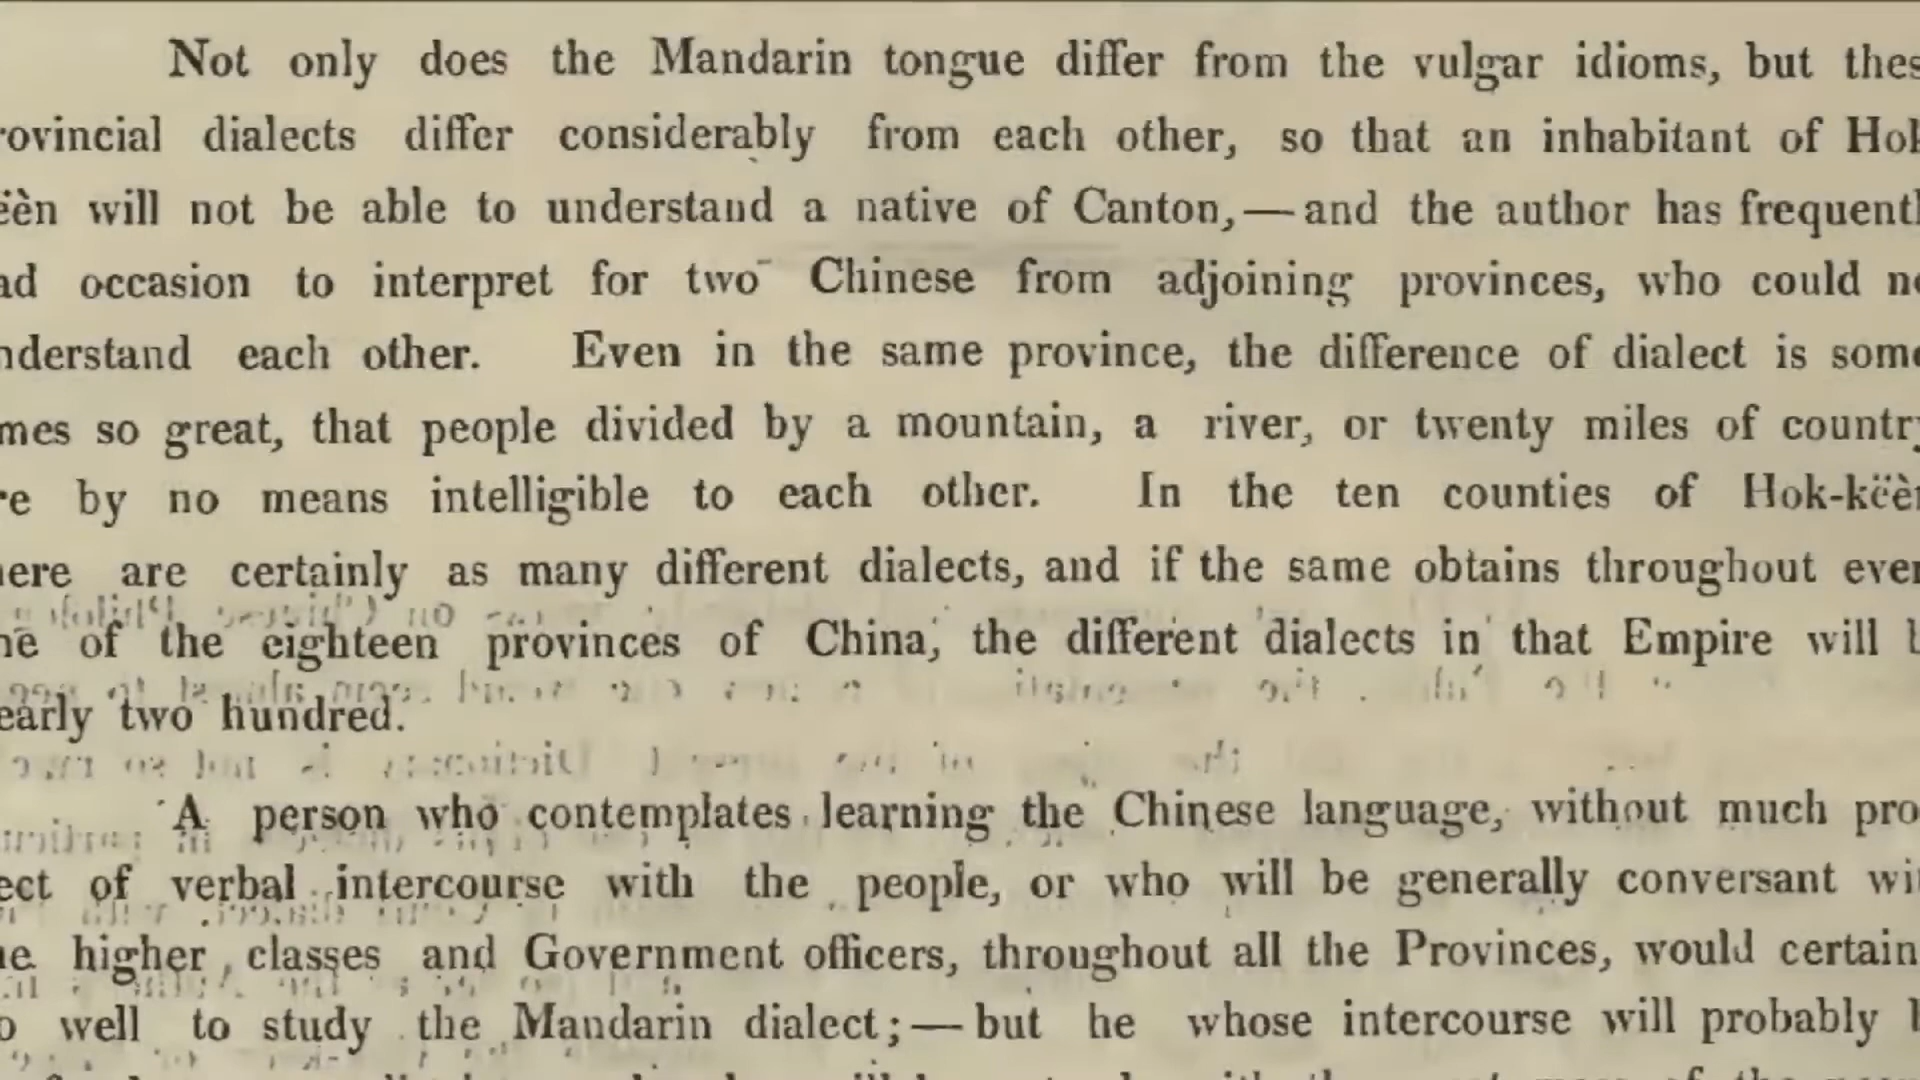 Not only does the Mandarin tongue differ from the vulgar idioms, but thes
rovincial dialects differ considerably from each other, so that an inhabitant of Hok
ëèn will not be able to understand a native of Canton,—and the author has frequentl
ad occasion to interpret for two Chinese from adjoining provinces, who could no
nderstand each other. Even in the same province, the difference of dialect is some
mes so great, that people divided by a mountain, a river, or twenty miles of country
re by no means intelligible to each other. In the ten counties of Hok-këèn
here are certainly as many different dialects, and if the same obtains throughout ever
ne of the eighteen provinces of China, the different dialects in that Empire will b
early two hundred.
A person who contemplates learning the Chinese language, without much pro
ect of verbal intercourse with the people, or who will be generally conversant wi
he higher classes and Government officers, throughout all the Provinces, would certain
o well to study the Mandarin dialect;—but he whose intercourse will probably b